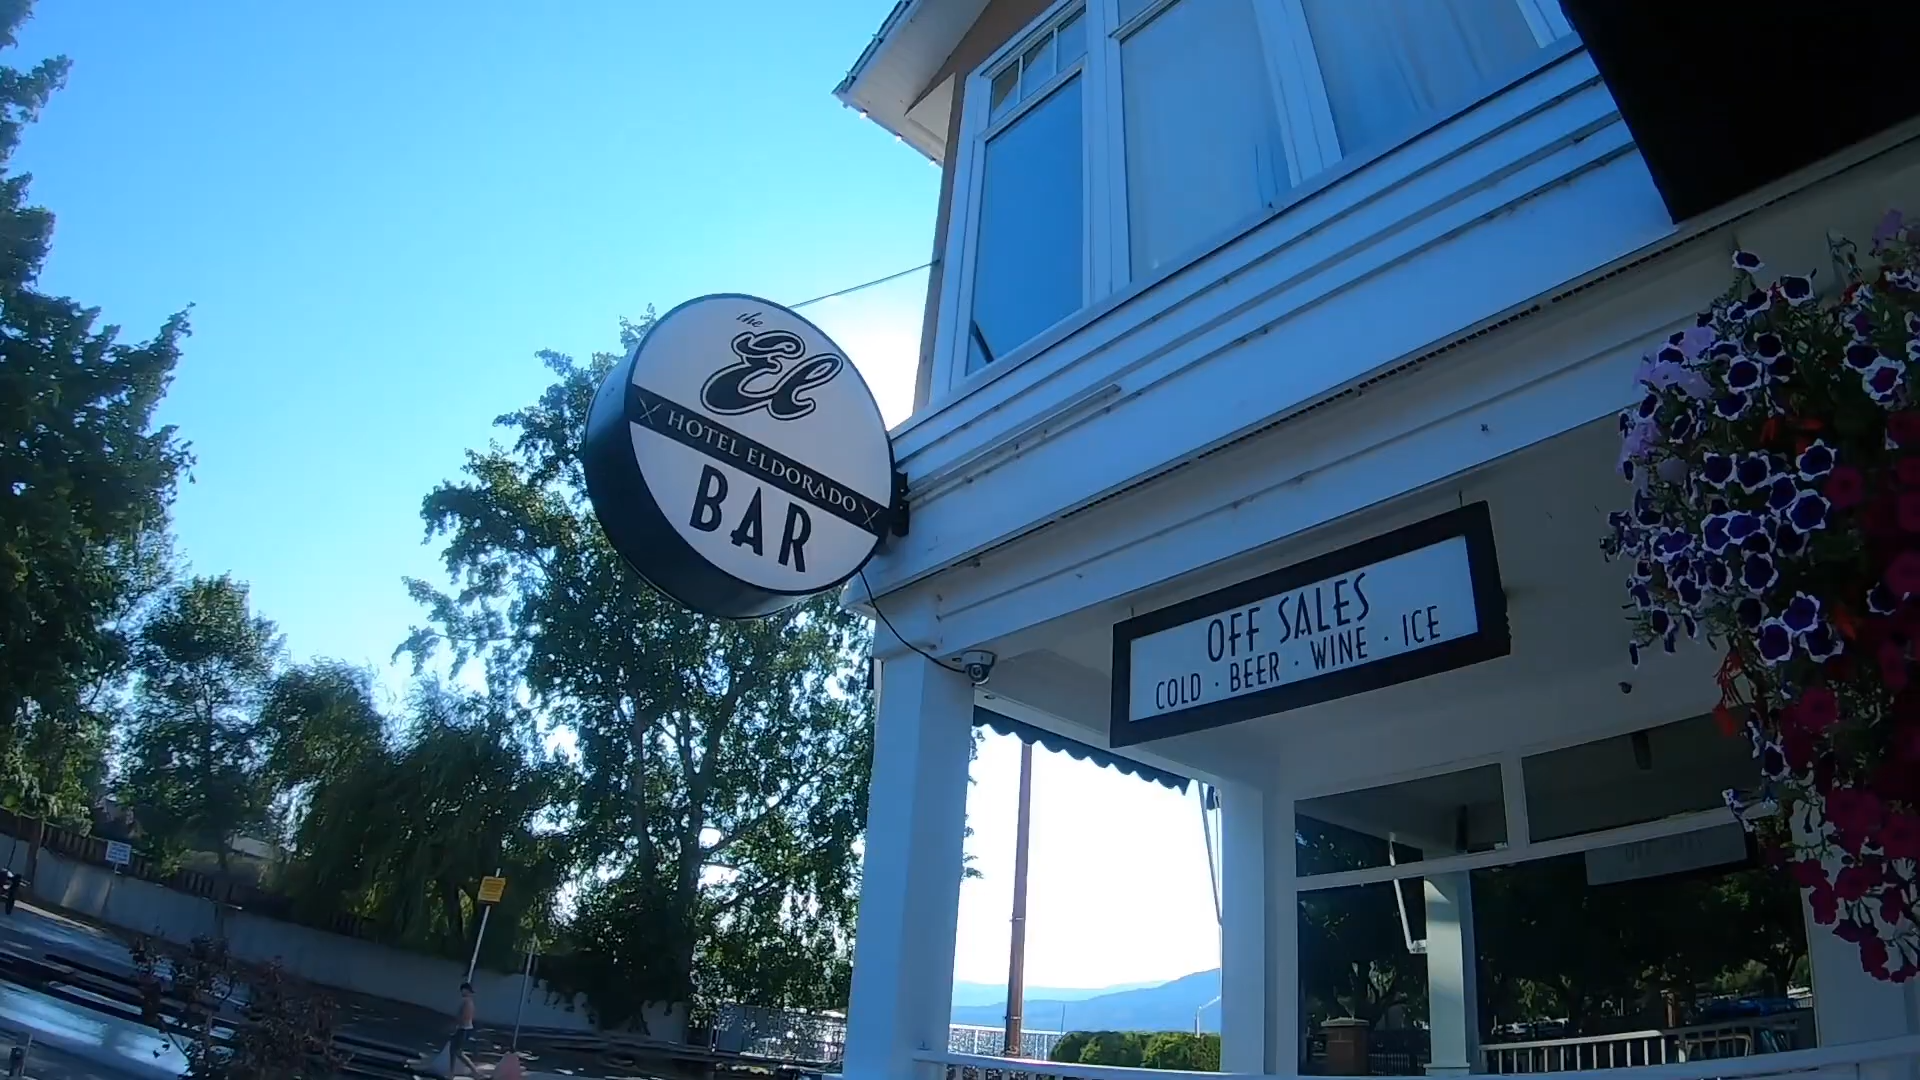 the
El
HOTEL ELDORADO
BAR
OFF SALES
COLD · BEER · WINE · ICE